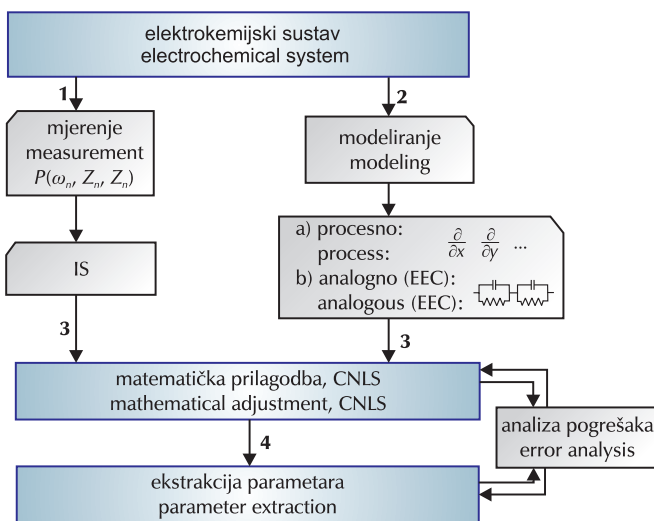 elektrokemijski sustav
electrochemical system
1
2
mjerenje
measurement
P(ωₙ, Zₙ, Zₙ)
modeliranje
modeling
IS
a) procesno:
process: ∂/∂x ∂/∂y ...
b) analogno (EEC):
analogous (EEC):
3
3
matematička prilagodba, CNLS
mathematical adjustment, CNLS
analiza pogrešaka
error analysis
4
ekstrakcija parametara
parameter extraction